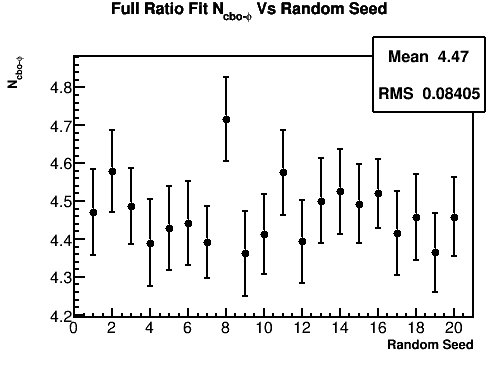 Full Ratio Fit N_cbo-ϕ Vs Random Seed
Mean 4.47
RMS 0.08405
N_cbo-ϕ
4.8
4.7
4.6
4.5
4.4
4.3
4.2
0 2 4 6 8 10 12 14 16 18 20
Random Seed